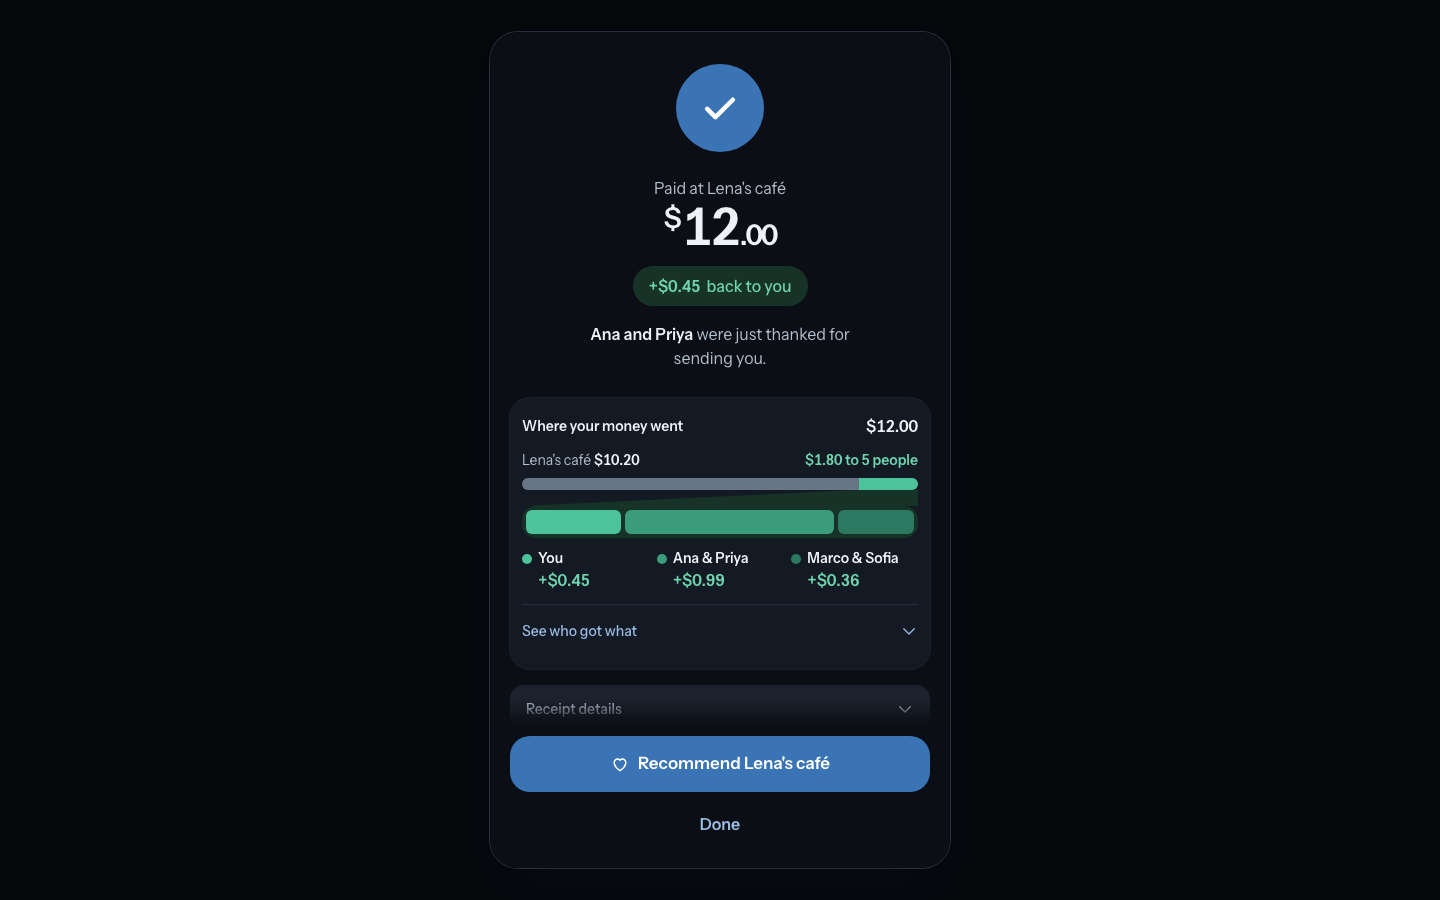 Paid at Lena's café
$12.00
+$0.45 back to you
Ana and Priya were just thanked for
sending you.
Where your money went $12.00
Lena's café $10.20 $1.80 to 5 people
You Ana & Priya Marco & Sofia
+$0.45 +$0.99 +$0.36
See who got what
Receipt details
Recommend Lena's café
Done